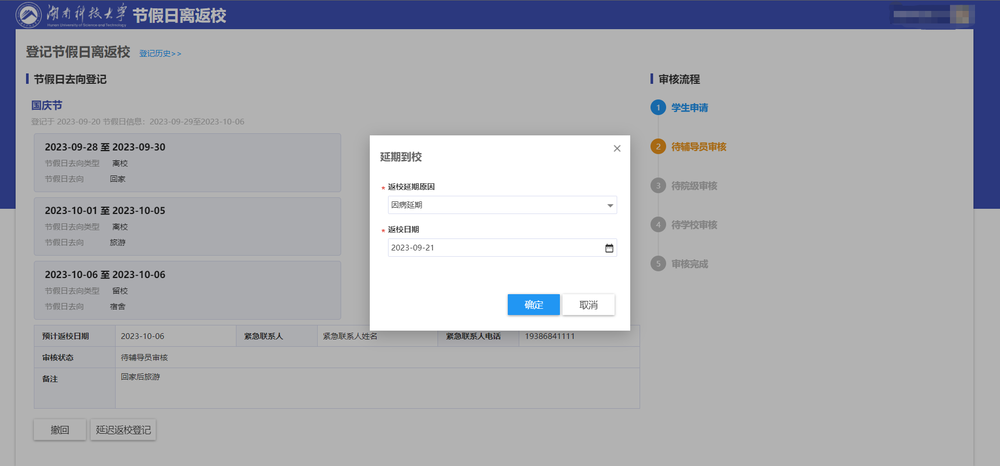 湖南科技大学
Hunan University of Science and Technology
节假日离返校
登记节假日离返校 登记历史>>
节假日去向登记
国庆节
登记于 2023-09-20 节假日信息：2023-09-29至2023-10-06
2023-09-28 至 2023-09-30
节假日去向类型 离校
节假日去向 回家
2023-10-01 至 2023-10-05
节假日去向类型 离校
节假日去向 旅游
2023-10-06 至 2023-10-06
节假日去向类型 留校
节假日去向 宿舍
预计返校日期 2023-10-06 紧急联系人 紧急联系人姓名 紧急联系人电话 19386841111
审核状态 待辅导员审核
备注 回家后旅游
撤回 延迟返校登记
延期到校
* 返校延期原因
因病延期
* 返校日期
2023-09-21
确定 取消
审核流程
1 学生申请
2 待辅导员审核
3 待院级审核
4 待学校审核
5 审核完成